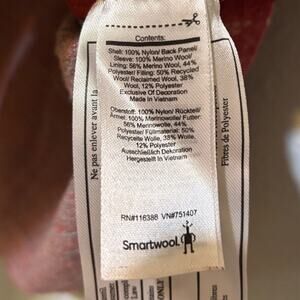 Contents:
Shell: 100% Nylon/ Back Panel/
Sleeve: 100% Merino Wool/
Lining: 56% Merino Wool, 44%
Polyester/ Filling: 50% Recycled
Wool/ Reclaimed Wool, 38%
Wool, 12% Polyester
Exclusive Of Decoration
Made In Vietnam
Oberstoff: 100% Nylon/ Rückteil/
Ärmel: 100% Merinowolle/ Futter:
56% Merinowolle, 44%
Polyester/ Füllmaterial: 50%
Recycelte Wolle, 38% Wolle,
12% Polyester
Ausschließlich Dekoration
Hergestellt In Vietnam
RN#116388 VN#751407
Smartwool
Ne pas enlever avant la
Fibres de Polyester